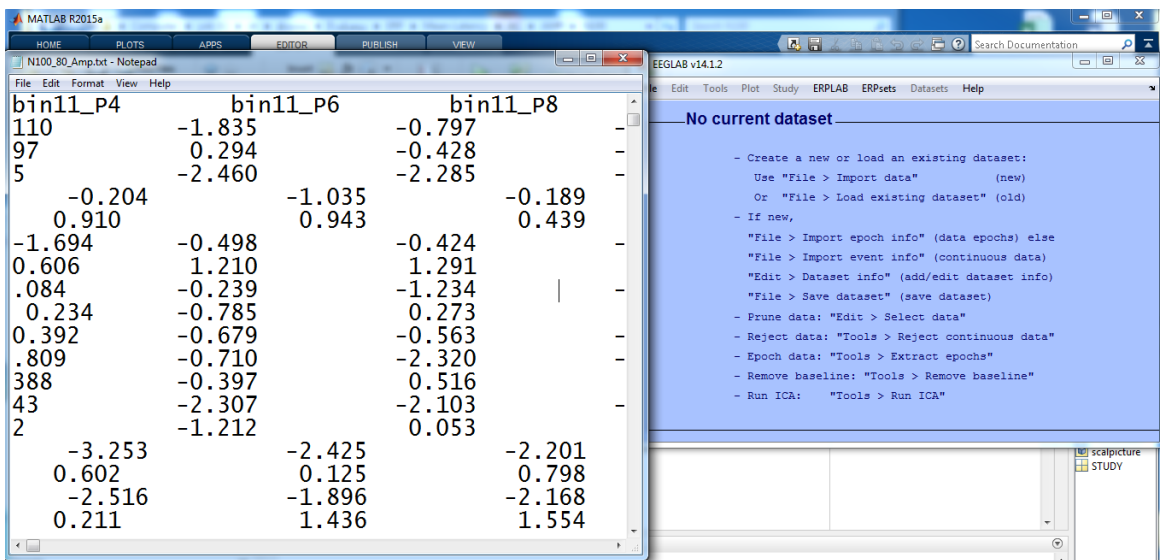 MATLAB R2015a
HOME PLOTS APPS EDITOR PUBLISH VIEW
Search Documentation
N100_80_Amp.txt - Notepad
File Edit Format View Help
bin11_P4 bin11_P6 bin11_P8
110 -1.835 -0.797 -
97 0.294 -0.428 -
5 -2.460 -2.285 -
-0.204 -1.035 -0.189
0.910 0.943 0.439
-1.694 -0.498 -0.424 -
0.606 1.210 1.291
.084 -0.239 -1.234 -
0.234 -0.785 0.273
0.392 -0.679 -0.563 -
.809 -0.710 -2.320 -
388 -0.397 0.516
43 -2.307 -2.103 -
2 -1.212 0.053
-3.253 -2.425 -2.201
0.602 0.125 0.798
-2.516 -1.896 -2.168
0.211 1.436 1.554
EEGLAB v14.1.2
le Edit Tools Plot Study ERPLAB ERPsets Datasets Help
No current dataset
- Create a new or load an existing dataset:
Use "File > Import data" (new)
Or "File > Load existing dataset" (old)
- If new,
"File > Import epoch info" (data epochs) else
"File > Import event info" (continuous data)
"Edit > Dataset info" (add/edit dataset info)
"File > Save dataset" (save dataset)
- Prune data: "Edit > Select data"
- Reject data: "Tools > Reject continuous data"
- Epoch data: "Tools > Extract epochs"
- Remove baseline: "Tools > Remove baseline"
- Run ICA: "Tools > Run ICA"
scalpicture
STUDY